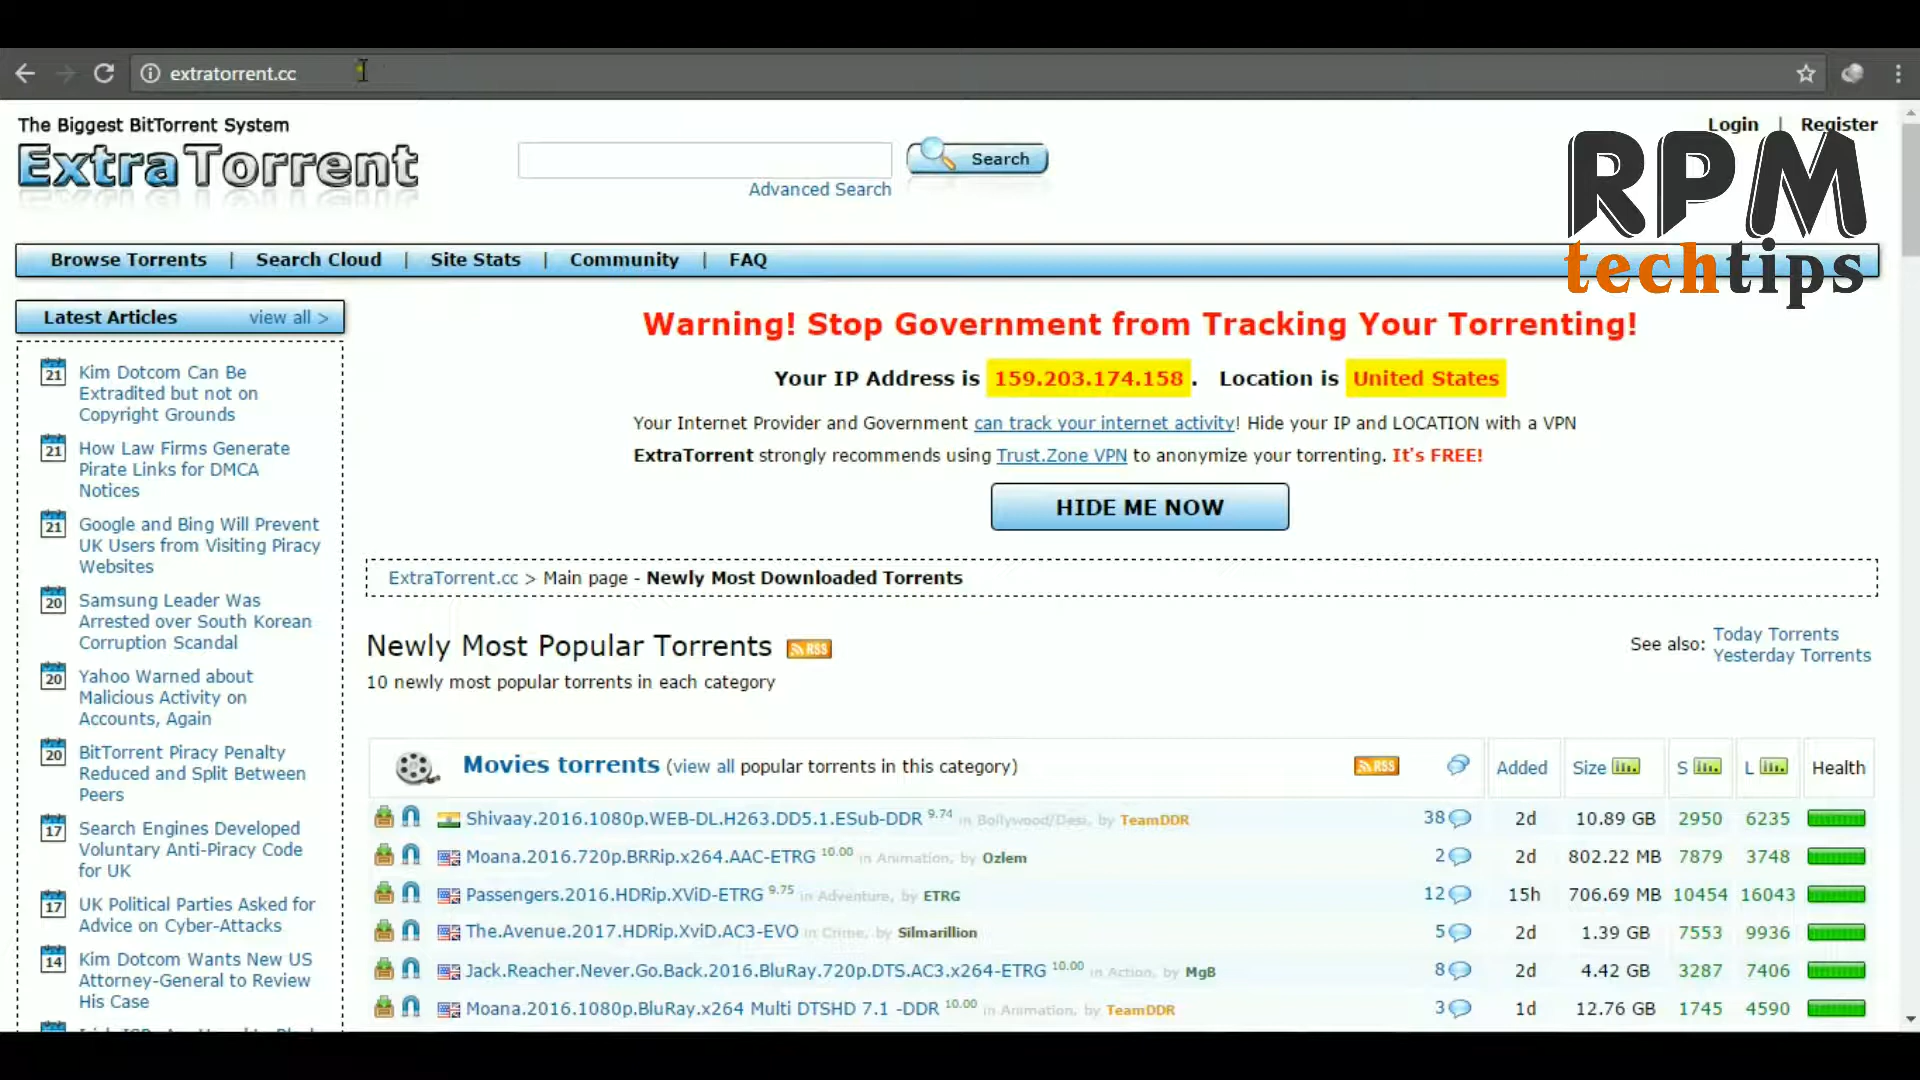 extratorrent.cc
The Biggest BitTorrent System
ExtraTorrent
Search
Advanced Search
Login | Register
RPM
techtips
Browse Torrents | Search Cloud | Site Stats | Community | FAQ
Latest Articles view all >
21 Kim Dotcom Can Be
Extradited but not on
Copyright Grounds
21 How Law Firms Generate
Pirate Links for DMCA
Notices
21 Google and Bing Will Prevent
UK Users from Visiting Piracy
Websites
20 Samsung Leader Was
Arrested over South Korean
Corruption Scandal
20 Yahoo Warned about
Malicious Activity on
Accounts, Again
20 BitTorrent Piracy Penalty
Reduced and Split Between
Peers
17 Search Engines Developed
Voluntary Anti-Piracy Code
for UK
17 UK Political Parties Asked for
Advice on Cyber-Attacks
14 Kim Dotcom Wants New US
Attorney-General to Review
His Case
Warning! Stop Government from Tracking Your Torrenting!
Your IP Address is 159.203.174.158. Location is United States
Your Internet Provider and Government can track your internet activity! Hide your IP and LOCATION with a VPN
ExtraTorrent strongly recommends using Trust.Zone VPN to anonymize your torrenting. It's FREE!
HIDE ME NOW
ExtraTorrent.cc > Main page - Newly Most Downloaded Torrents
Newly Most Popular Torrents RSS
10 newly most popular torrents in each category
See also: Today Torrents
Yesterday Torrents
Movies torrents (view all popular torrents in this category) RSS Added Size S L Health
Shivaay.2016.1080p.WEB-DL.H263.DD5.1.ESub-DDR 9.74 in Bollywood/Desi, by TeamDDR 38 2d 10.89 GB 2950 6235
Moana.2016.720p.BRRip.x264.AAC-ETRG 10.00 in Animation, by Ozlem 2 2d 802.22 MB 7879 3748
Passengers.2016.HDRip.XViD-ETRG 9.75 in Adventure, by ETRG 12 15h 706.69 MB 10454 16043
The.Avenue.2017.HDRip.XviD.AC3-EVO in Crime, by Silmarillion 5 2d 1.39 GB 7553 9936
Jack.Reacher.Never.Go.Back.2016.BluRay.720p.DTS.AC3.x264-ETRG 10.00 in Action, by MgB 8 2d 4.42 GB 3287 7406
Moana.2016.1080p.BluRay.x264 Multi DTSHD 7.1 -DDR 10.00 in Animation, by TeamDDR 3 1d 12.76 GB 1745 4590